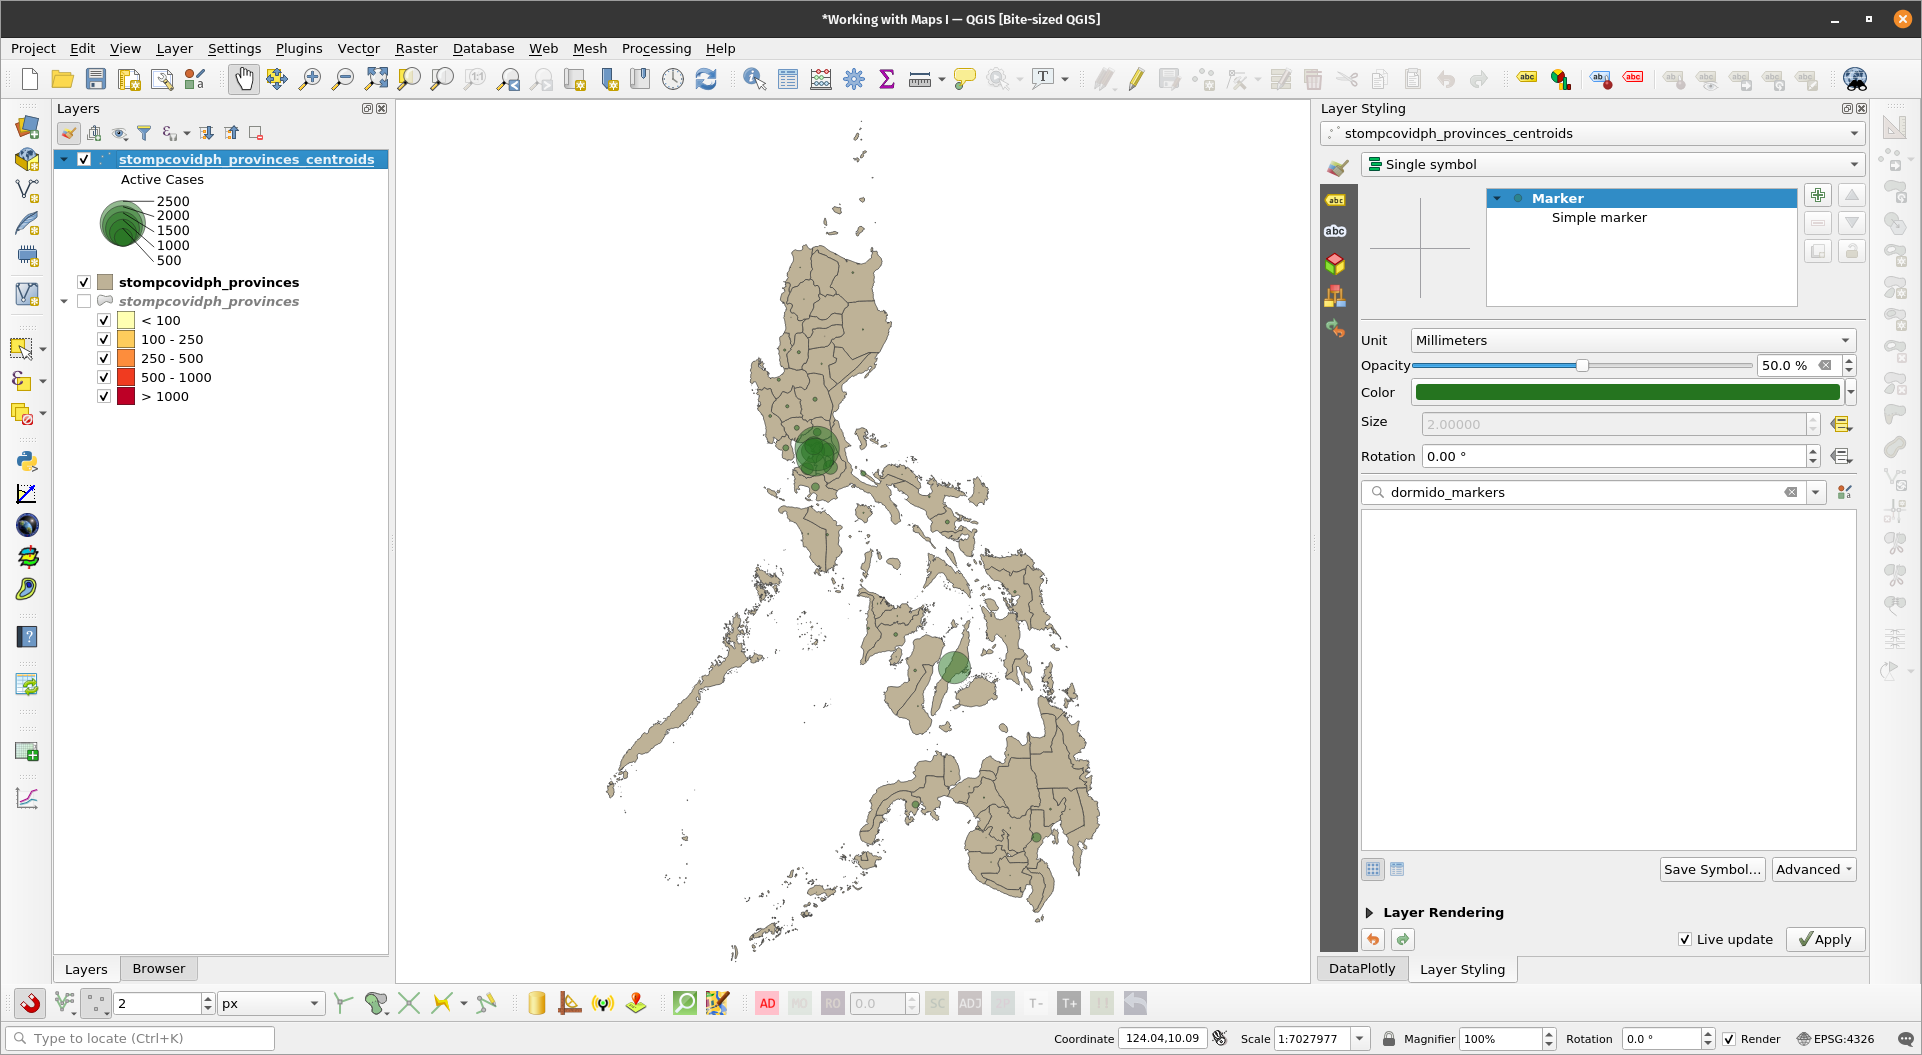 *Working with Maps I — QGIS [Bite-sized QGIS]
Project Edit View Layer Settings Plugins Vector Raster Database Web Mesh Processing Help
Layers
stompcovidph_provinces_centroids
Active Cases
2500
2000
1500
1000
500
stompcovidph_provinces
stompcovidph_provinces
< 100
100 - 250
250 - 500
500 - 1000
> 1000
Layers Browser
Layer Styling
stompcovidph_provinces_centroids
Single symbol
Marker
Simple marker
Unit Millimeters
Opacity 50.0 %
Color
Size 2.00000
Rotation 0.00 °
dormido_markers
Save Symbol... Advanced
Layer Rendering
Live update Apply
DataPlotly Layer Styling
2 px AD MO RO 0.0 SC ADJ T- T+
Type to locate (Ctrl+K) Coordinate 124.04,10.09 Scale 1:7027977 Magnifier 100% Rotation 0.0 ° Render EPSG:4326